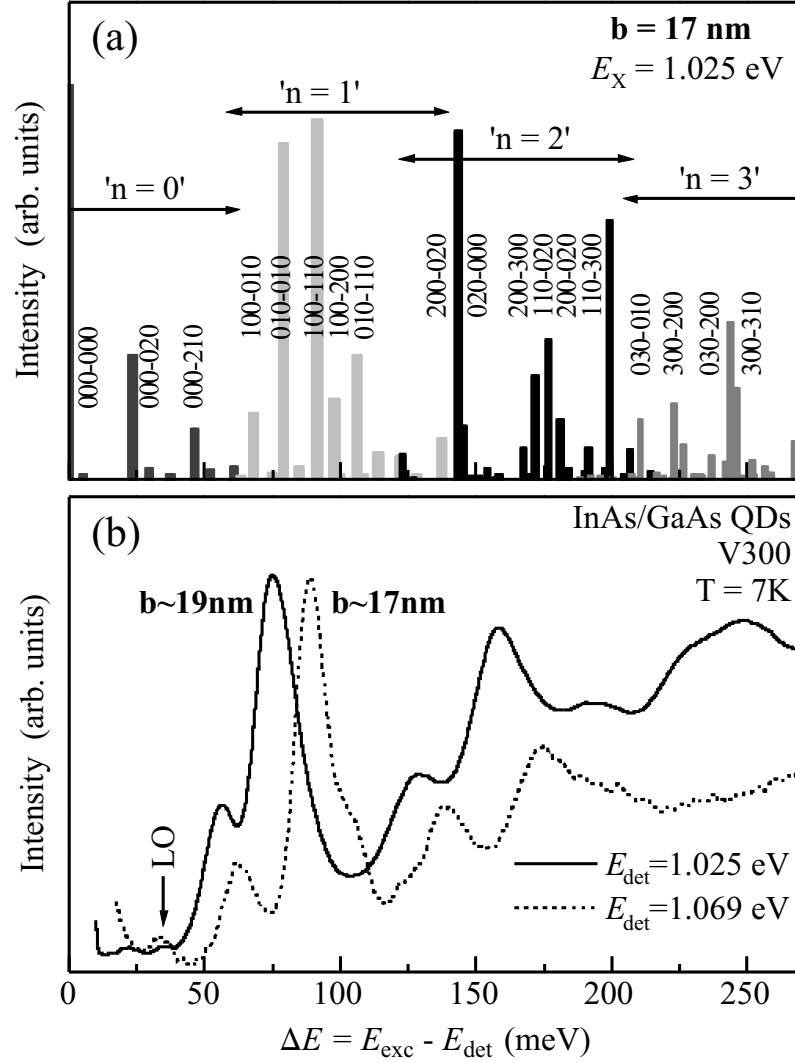 (a)
b = 17 nm
E_X = 1.025 eV
'n = 1'
'n = 2'
'n = 0'
'n = 3'
Intensity (arb. units)
000-000
000-020
000-210
100-010
010-010
100-110
100-200
010-110
200-020
020-000
200-300
110-020
200-020
110-300
030-010
300-200
030-200
300-310
(b)
InAs/GaAs QDs
V300
T = 7K
b~19nm
b~17nm
Intensity (arb. units)
LO
E_det=1.025 eV
E_det=1.069 eV
0 50 100 150 200 250
ΔE = E_exc - E_det (meV)